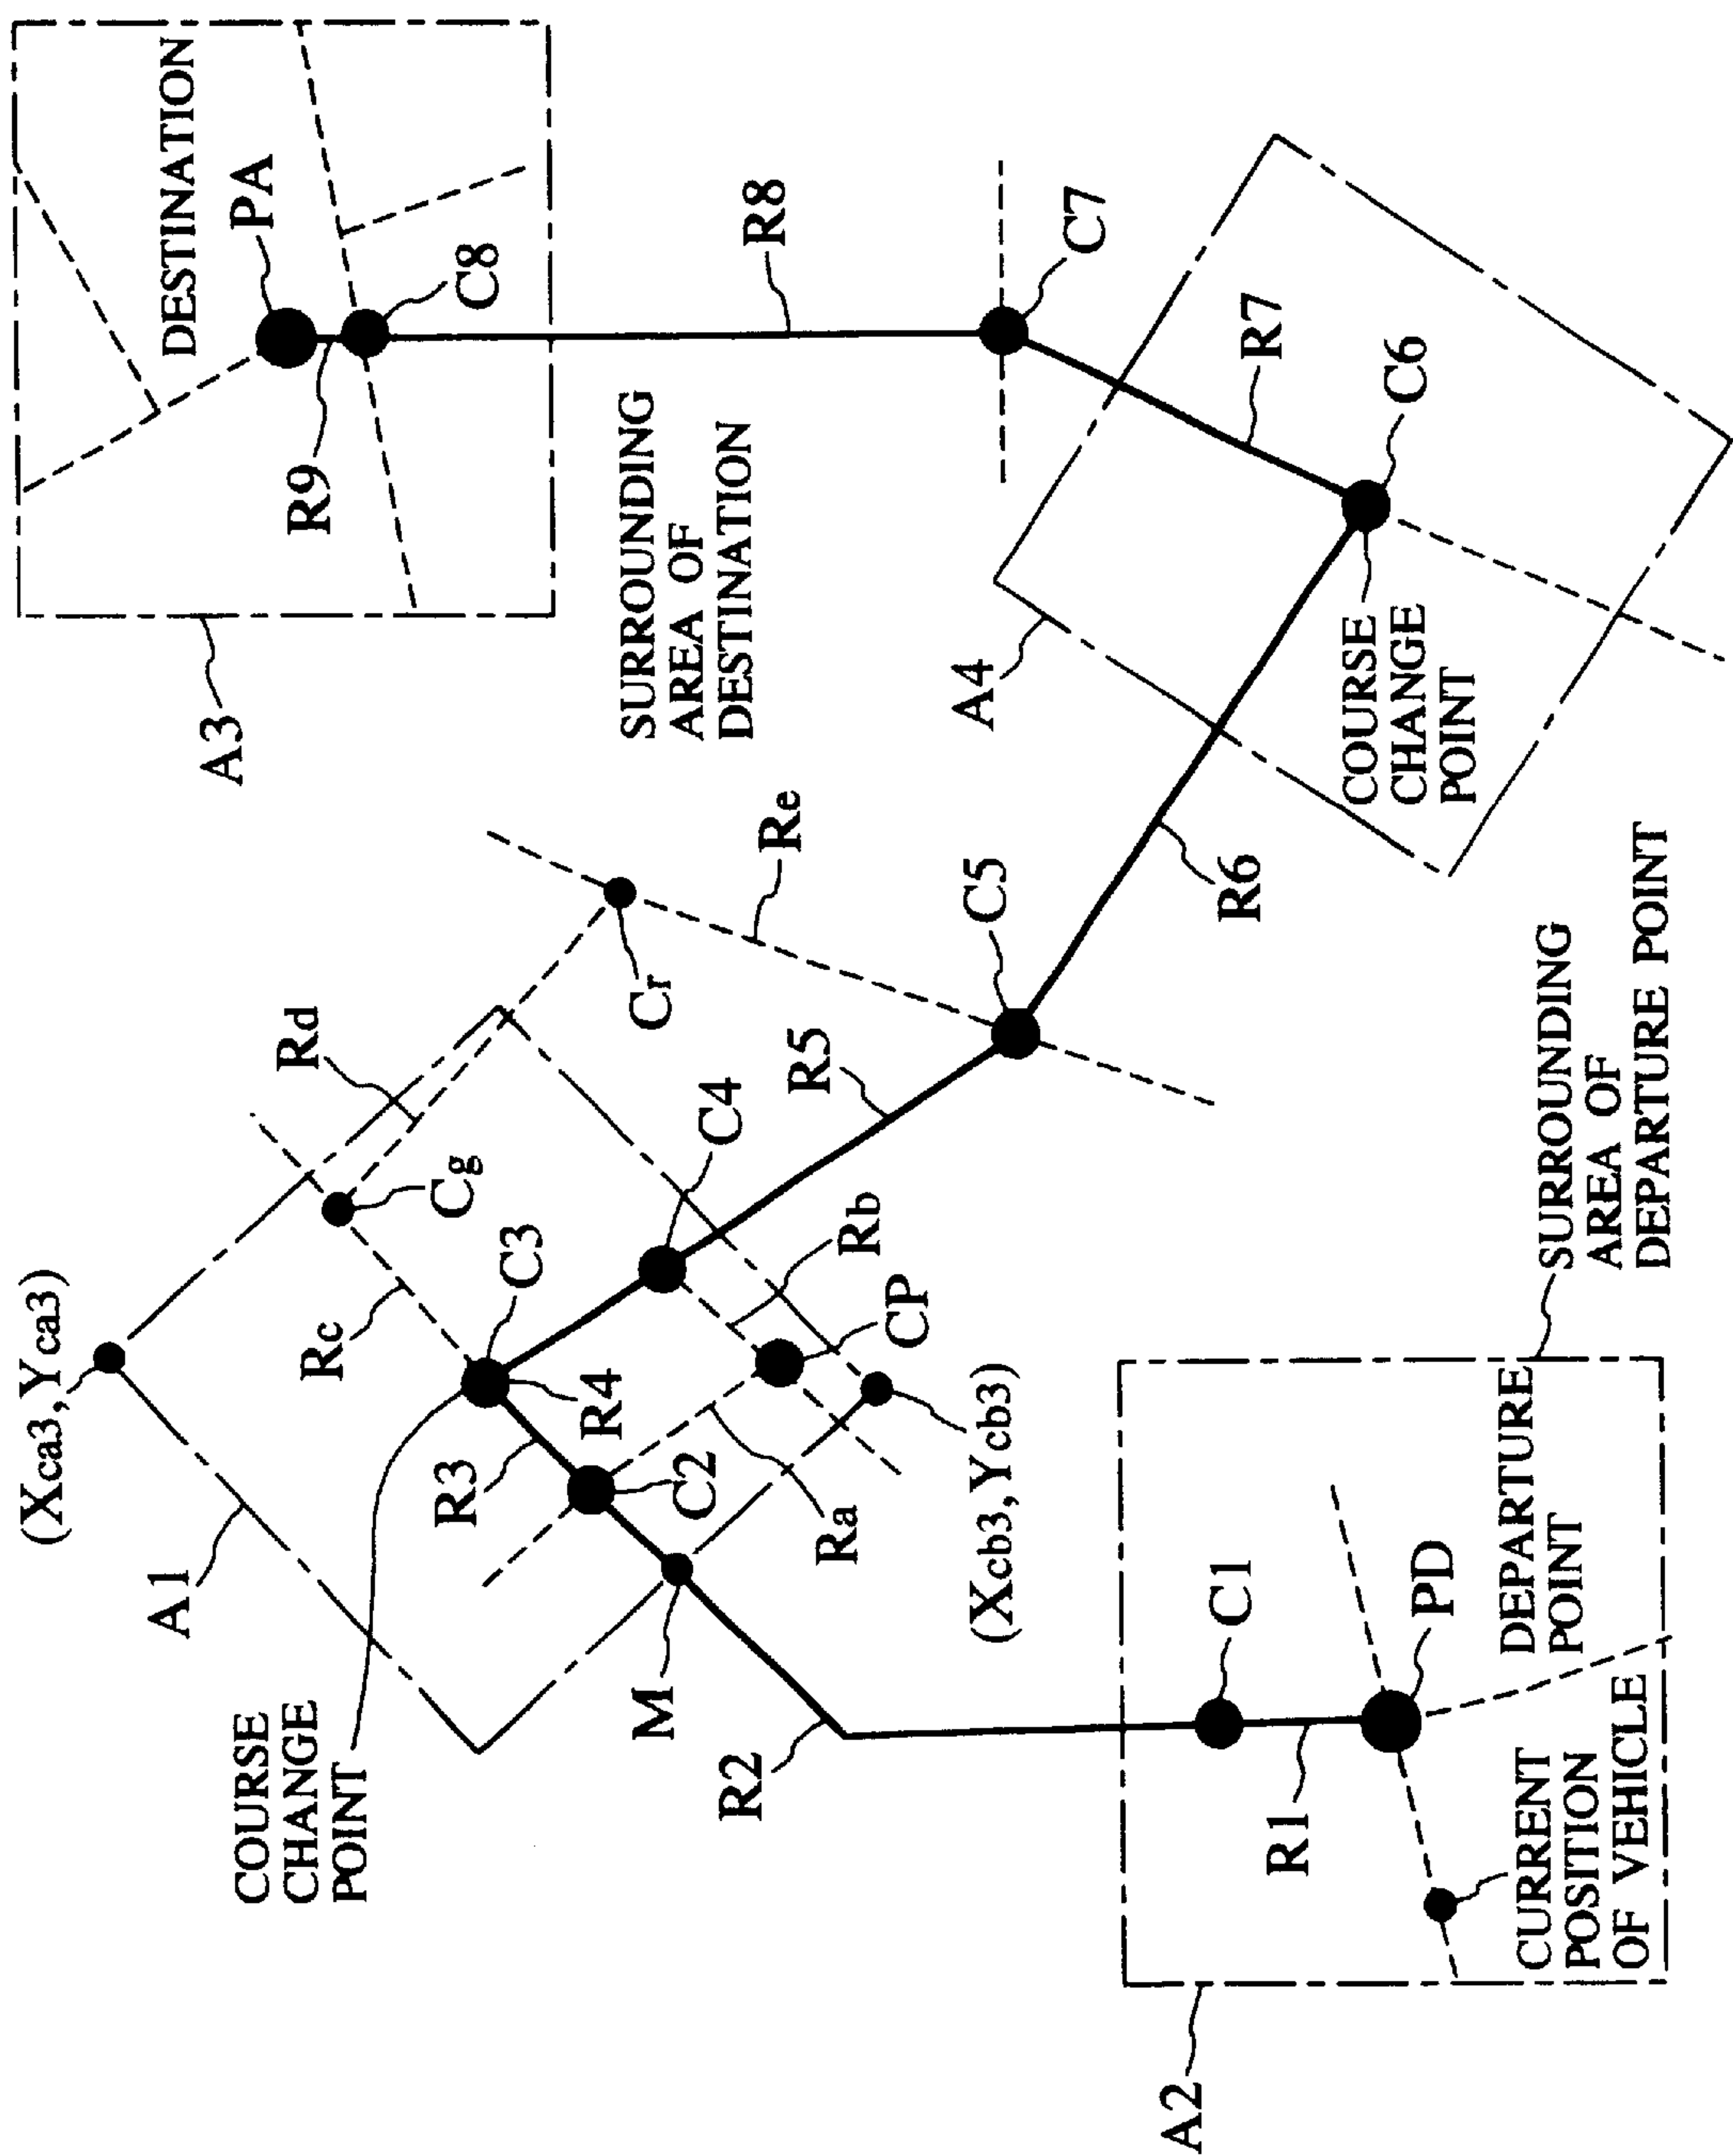 (Xca3,Yca3)
A1
Rc
Rd
Cg
C3
R3
R4
C2
Ra
Rb
C4
CP
(Xcb3,Ycb3)
M
R2
COURSE
CHANGE
POINT
Cr
Re
R5
C5
R6
A3
DESTINATION
PA
R9
C8
R8
SURROUNDING
AREA OF
DESTINATION
C7
R7
A4
C6
COURSE
CHANGE
POINT
SURROUNDING
AREA OF
DEPARTURE POINT
A2
C1
R1
PD
DEPARTURE
POINT
CURRENT
POSITION
OF VEHICLE